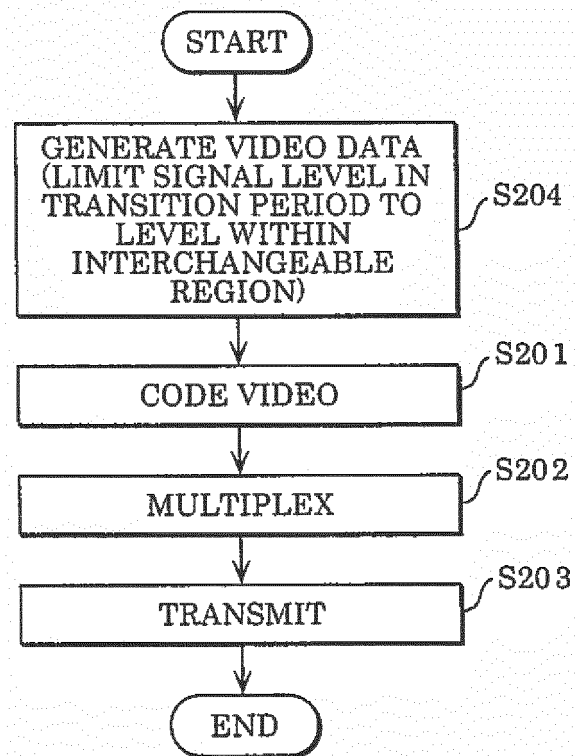 START
GENERATE VIDEO DATA
(LIMIT SIGNAL LEVEL IN
TRANSITION PERIOD TO
LEVEL WITHIN
INTERCHANGEABLE
REGION)
S204
S201
CODE VIDEO
S202
MULTIPLEX
S203
TRANSMIT
END